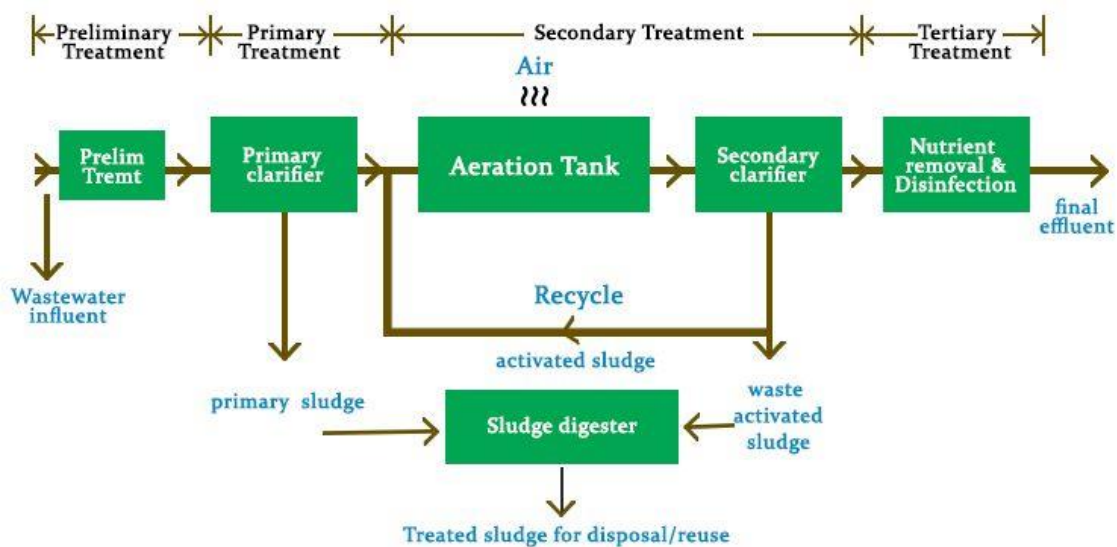 Preliminary
Treatment
Primary
Treatment
Secondary Treatment
Tertiary
Treatment
Air
Prelim
Tremt
Primary
clarifier
Aeration Tank
Secondary
clarifier
Nutrient
removal &
Disinfection
final
effluent
Wastewater
influent
Recycle
activated sludge
primary sludge
Sludge digester
waste
activated
sludge
Treated sludge for disposal/reuse